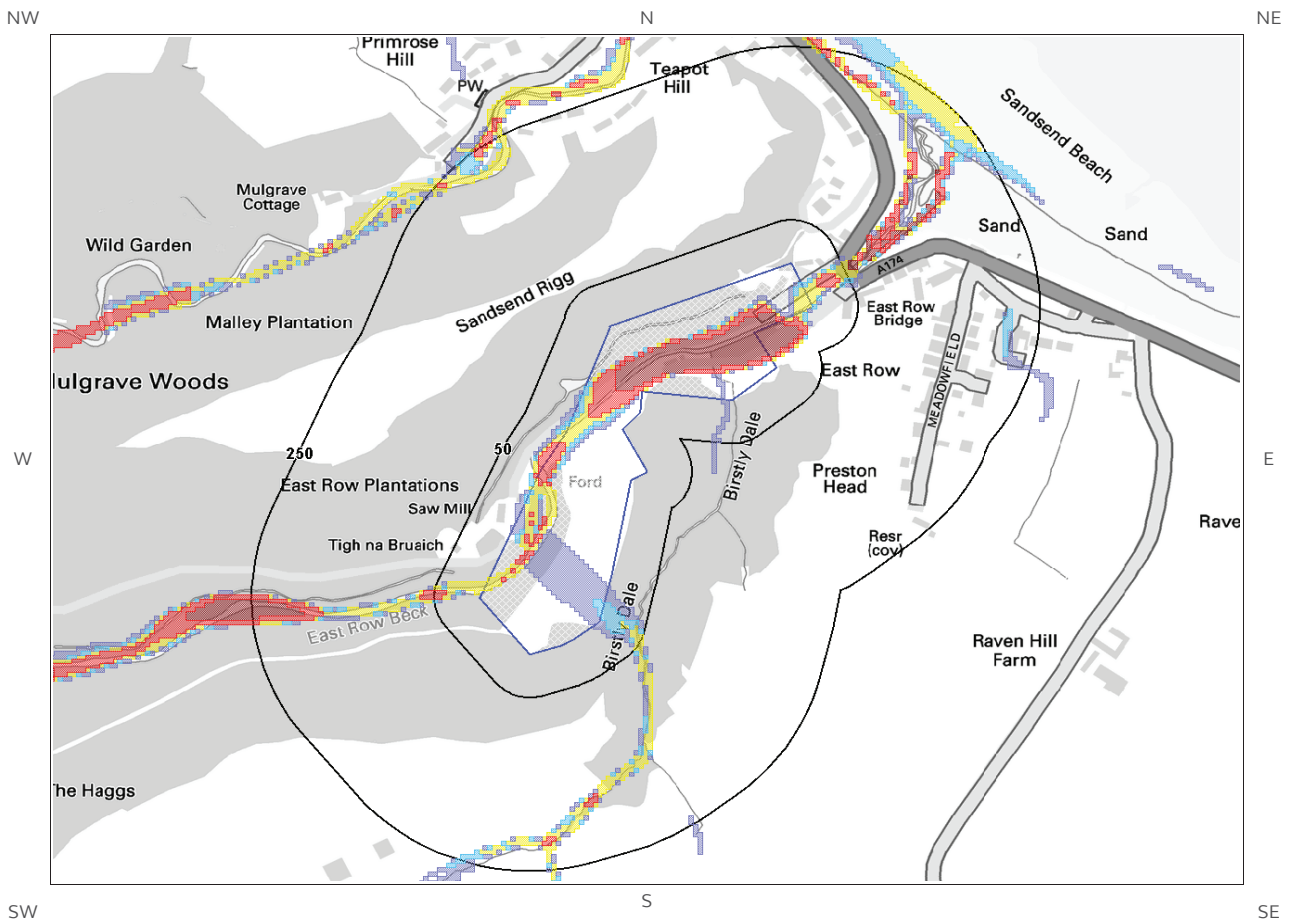 NW
N
NE
Primrose
Hill
Teapot
Hill
PW
Sandsend Beach
Mulgrave
Cottage
Wild Garden
Sand
Sand
A174
Sandsend Rigg
East Row
Bridge
Malley Plantation
MEADOWFIELD
East Row
ulgrave Woods
W
250
50
E
Birstly Dale
Preston
Head
East Row Plantations
Ford
Saw Mill
Rave
Tigh na Bruaich
Resr
(cov)
East Row Beck
Birstly Dale
Raven Hill
Farm
The Haggs
SW
S
SE